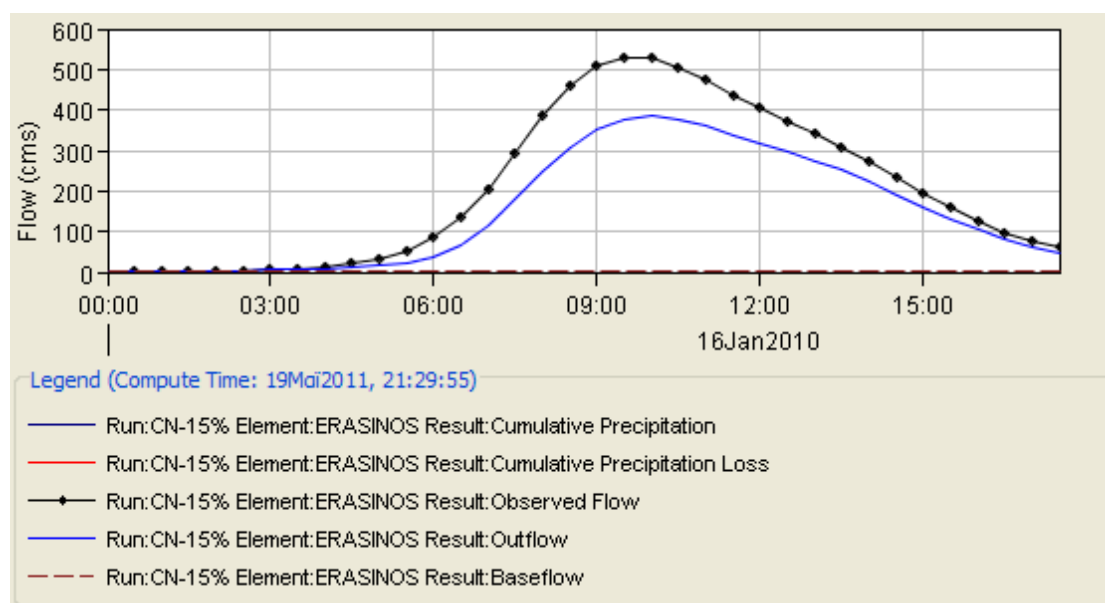 600
500
400
300
200
100
0
Flow (cms)
00:00 03:00 06:00 09:00 12:00 15:00
16Jan2010
Legend (Compute Time: 19Μαϊ2011, 21:29:55)
Run:CN-15% Element:ERASINOS Result:Cumulative Precipitation
Run:CN-15% Element:ERASINOS Result:Cumulative Precipitation Loss
Run:CN-15% Element:ERASINOS Result:Observed Flow
Run:CN-15% Element:ERASINOS Result:Outflow
Run:CN-15% Element:ERASINOS Result:Baseflow